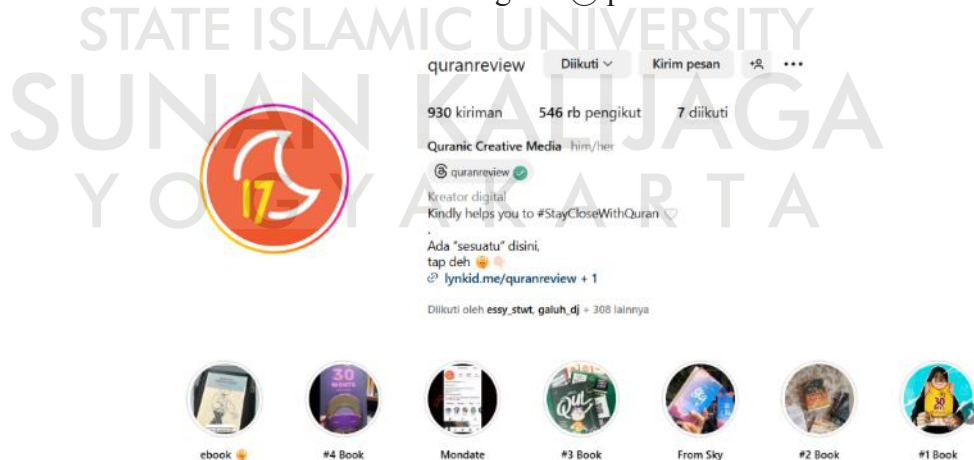 STATE ISLAMIC UNIVERSITY
SUNAN KALIJAGA
YOGYAKARTA
quranreview Diikuti Kirim pesan
930 kiriman 546 rb pengikut 7 diikuti
Quranic Creative Media him/her
quranreview
Kreator digital
Kindly helps you to #StayCloseWithQuran
.
Ada "sesuatu" disini,
tap deh
lynkid.me/quranreview + 1
Diikuti oleh essy_stwt, galuh_dj + 308 lainnya
17
30
QUL
ebook #4 Book Mondate #3 Book From Sky #2 Book #1 Book